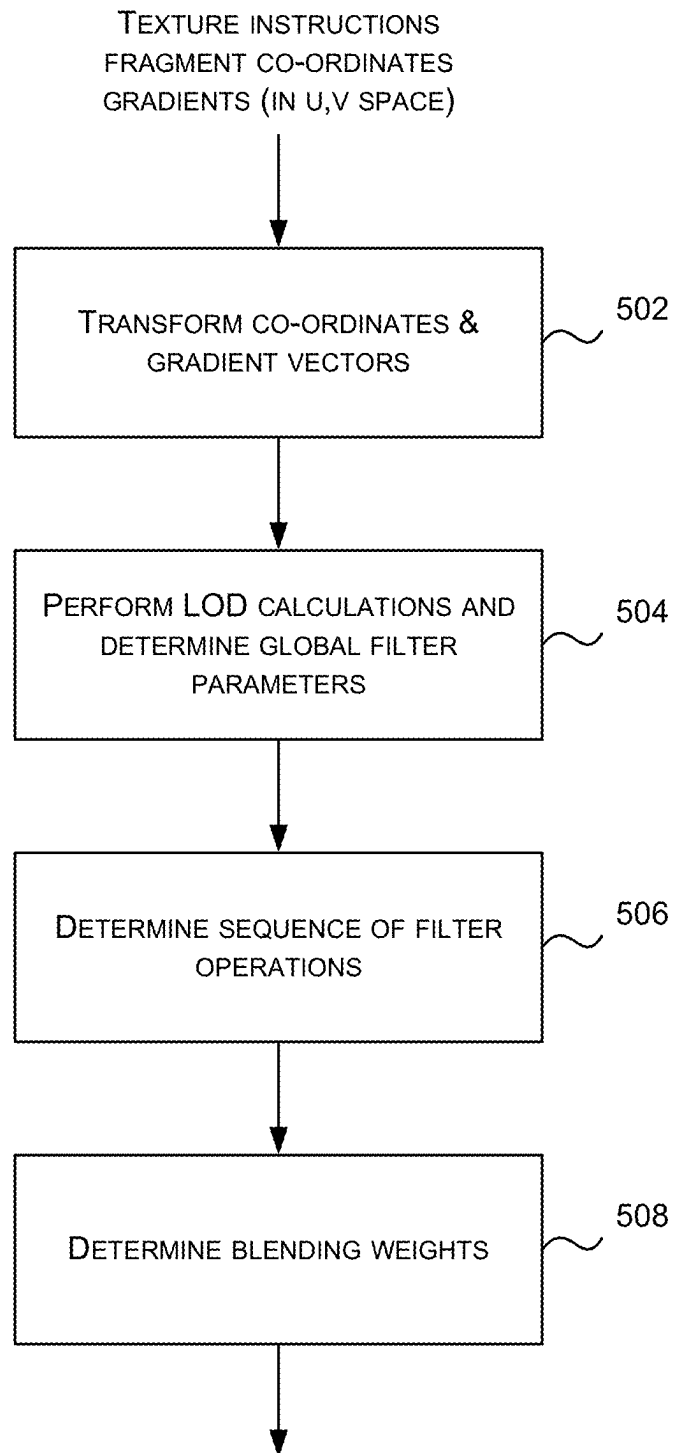 TEXTURE INSTRUCTIONS
FRAGMENT CO-ORDINATES
GRADIENTS (IN U,V SPACE)
TRANSFORM CO-ORDINATES &
GRADIENT VECTORS
502
PERFORM LOD CALCULATIONS AND
DETERMINE GLOBAL FILTER
PARAMETERS
504
DETERMINE SEQUENCE OF FILTER
OPERATIONS
506
DETERMINE BLENDING WEIGHTS
508